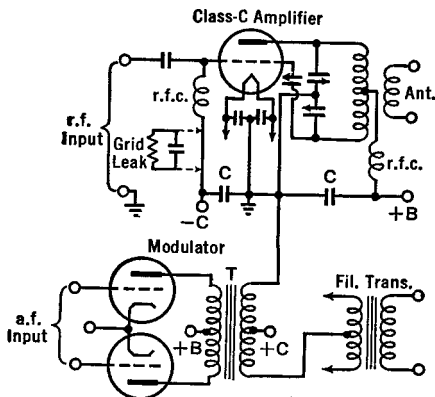 Class-C Amplifier
r.f.c.
Ant.
r.f.
Input
Grid
Leak
r.f.c.
C
C
−C
+B
Modulator
T
Fil. Trans.
a.f.
Input
+B
+C